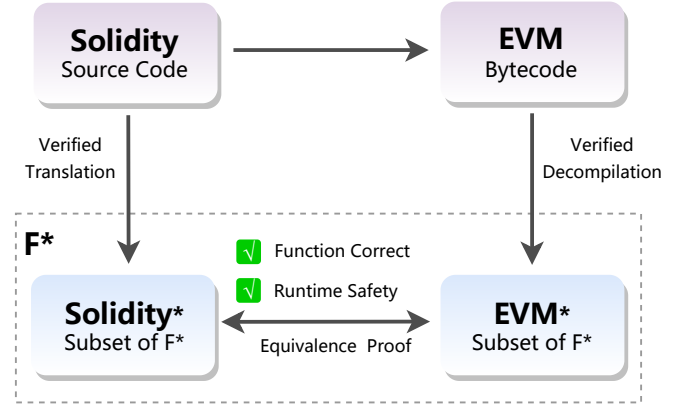 Solidity
Source Code
EVM
Bytecode
Verified
Translation
Verified
Decompilation
F*
√ Function Correct
√ Runtime Safety
Solidity*
Subset of F*
Equivalence Proof
EVM*
Subset of F*